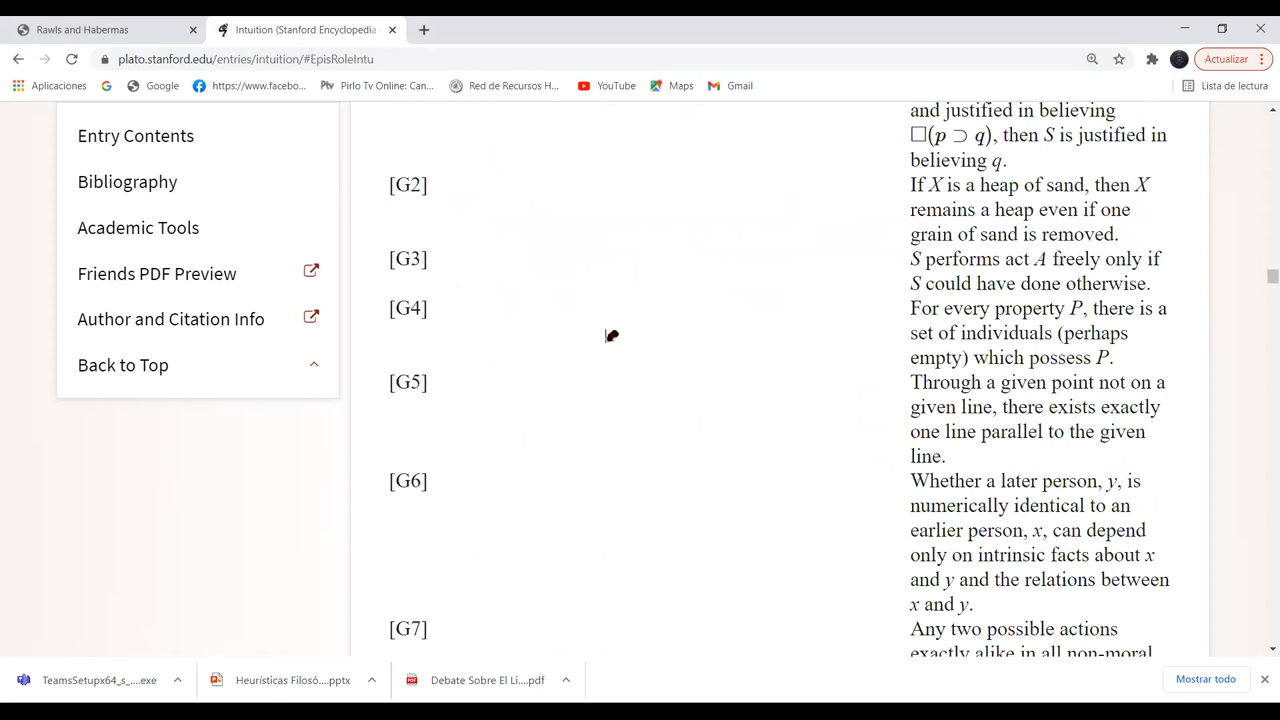 Rawls and Habermas
Intuition (Stanford Encyclopedia
plato.stanford.edu/entries/intuition/#EpisRoleIntu
Actualizar
Aplicaciones
Google
https://www.facebo...
Pirlo Tv Online: Can...
Red de Recursos H...
YouTube
Maps
Gmail
Lista de lectura
Entry Contents
Bibliography
Academic Tools
Friends PDF Preview
Author and Citation Info
Back to Top
and justified in believing
□(p ⊃ q), then S is justified in
believing q.
[G2] If X is a heap of sand, then X
remains a heap even if one
grain of sand is removed.
[G3] S performs act A freely only if
S could have done otherwise.
[G4] For every property P, there is a
set of individuals (perhaps
empty) which possess P.
[G5] Through a given point not on a
given line, there exists exactly
one line parallel to the given
line.
[G6] Whether a later person, y, is
numerically identical to an
earlier person, x, can depend
only on intrinsic facts about x
and y and the relations between
x and y.
[G7] Any two possible actions
exactly alike in all non-moral
TeamsSetupx64_s_....exe
Heurísticas Filosó....pptx
Debate Sobre El Li....pdf
Mostrar todo